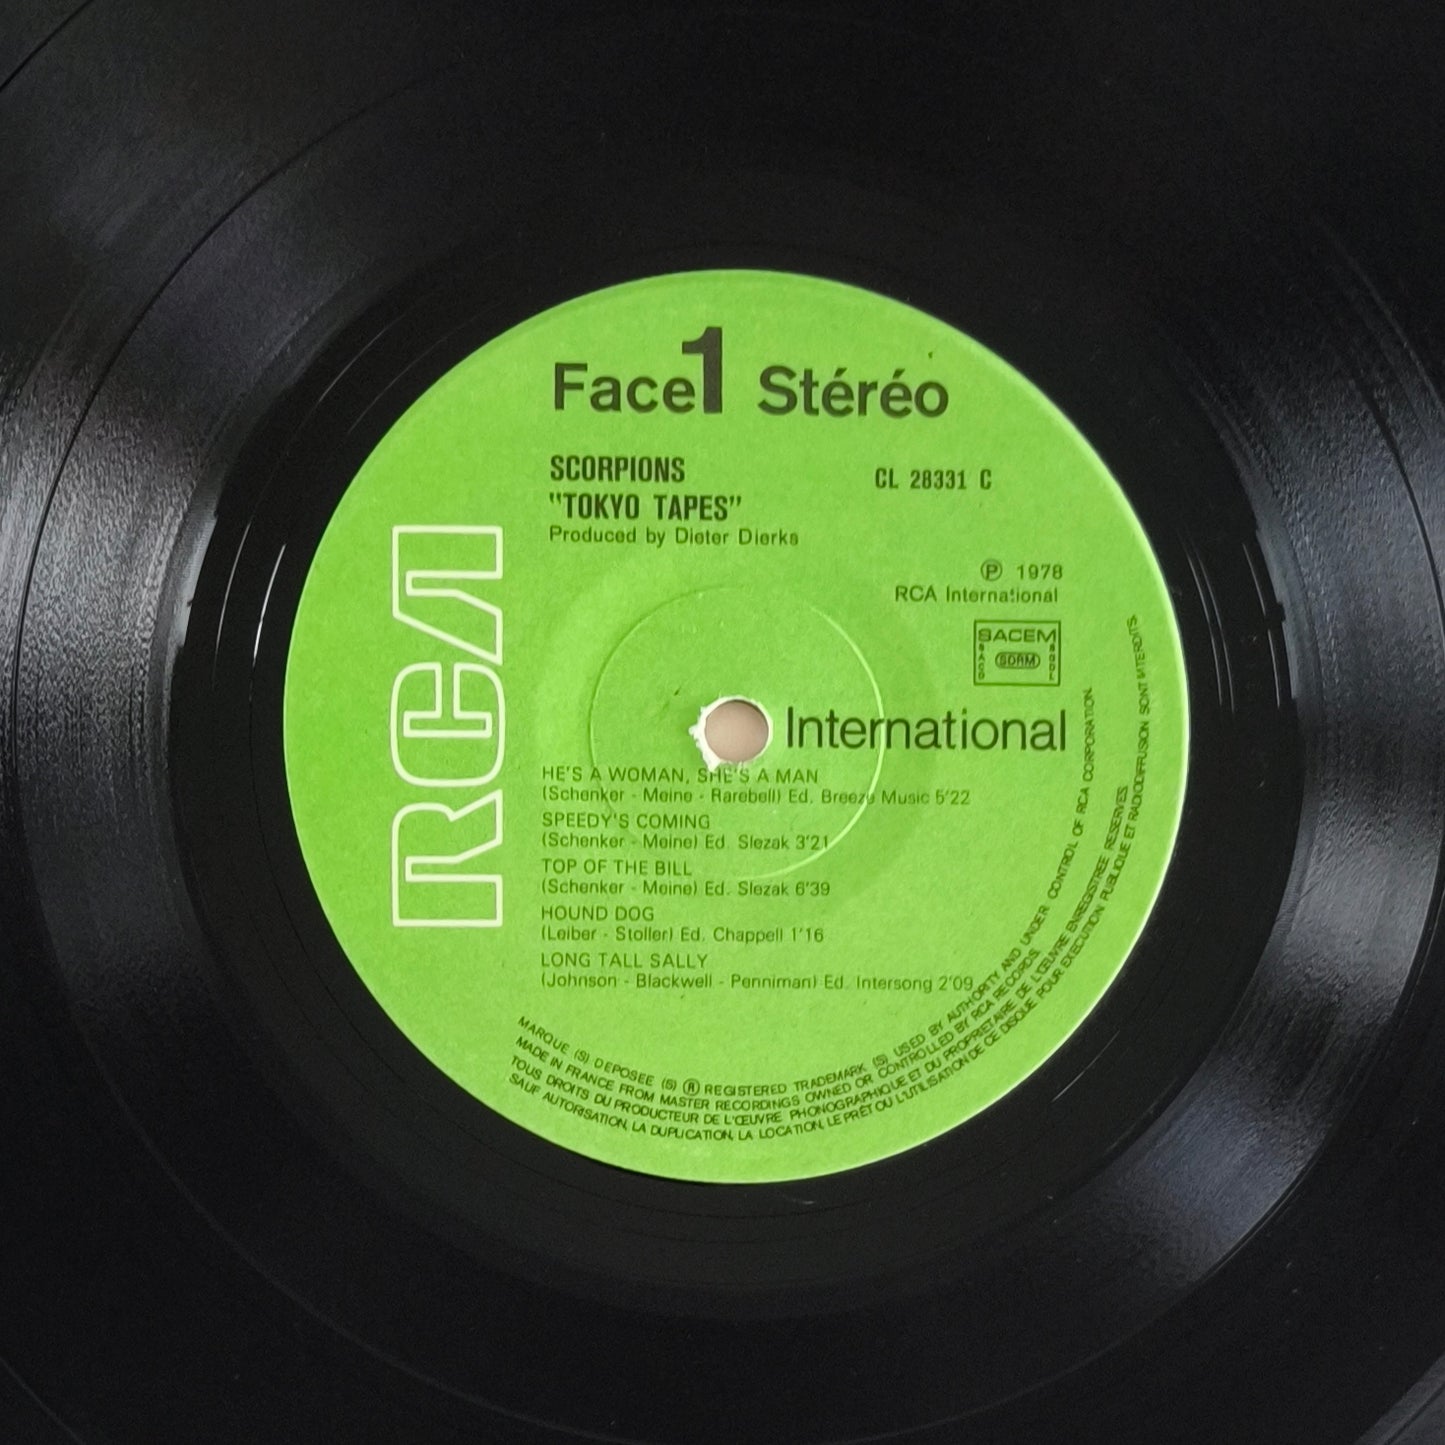 Face 1 Stéréo
SCORPIONS
CL 28331 C
"TOKYO TAPES"
Produced by Dieter Dierks
℗ 1978
RCA International
SACEM
SACD SDRM SGDL
RCA
International
HE'S A WOMAN, SHE'S A MAN
(Schenker - Meine - Rarebell) Ed. Breeze Music 5'22
SPEEDY'S COMING
(Schenker - Meine) Ed. Slezak 3'21
TOP OF THE BILL
(Schenker - Meine) Ed. Slezak 6'39
HOUND DOG
(Leiber - Stoller) Ed. Chappell 1'16
LONG TALL SALLY
(Johnson - Blackwell - Penniman) Ed. Intersong 2'09
MARQUE (S) DEPOSEE (S) ® REGISTERED TRADEMARK (S) USED BY AUTHORITY AND UNDER CONTROL OF RCA CORPORATION.
MADE IN FRANCE FROM MASTER RECORDINGS OWNED OR CONTROLLED BY RCA RECORDS.
TOUS DROITS DU PRODUCTEUR DE L'ŒUVRE PHONOGRAPHIQUE ET DU PROPRIETAIRE DE L'ŒUVRE ENREGISTREE RESERVES.
SAUF AUTORISATION, LA DUPLICATION, LA LOCATION, LE PRÊT OU L'UTILISATION DE CE DISQUE POUR EXECUTION PUBLIQUE ET RADIODIFFUSION SONT INTERDITS.